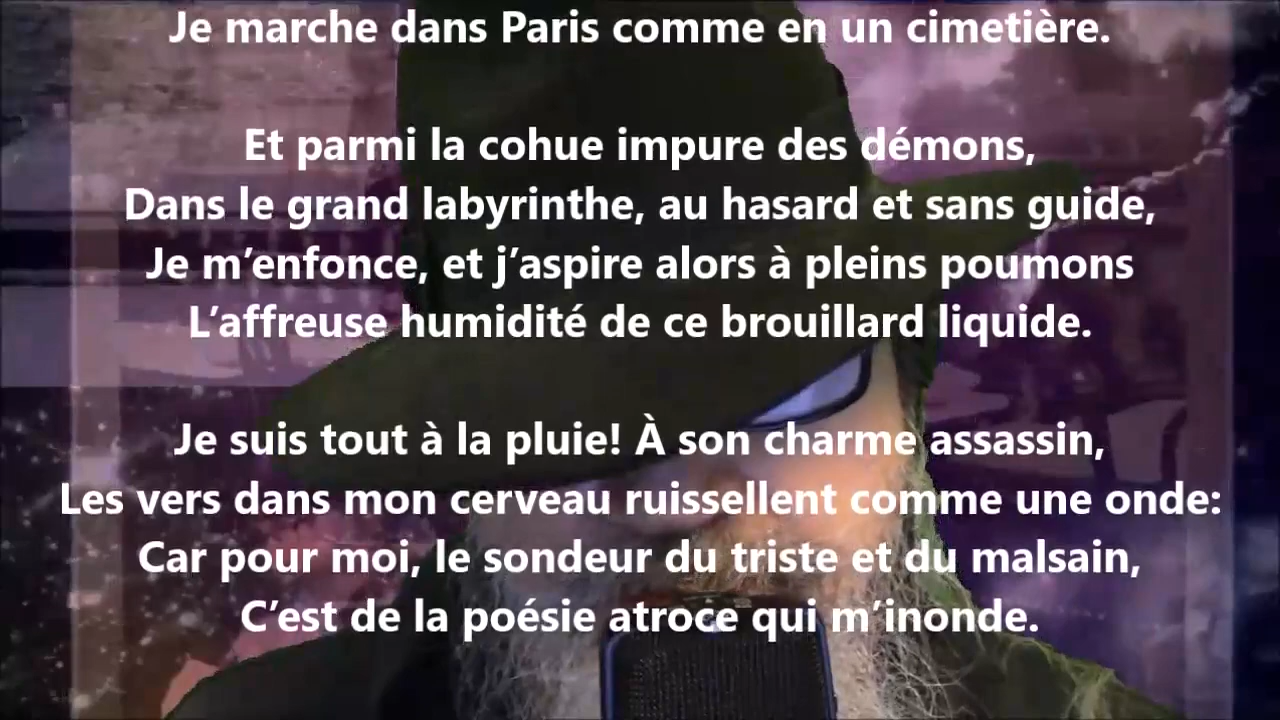 Je marche dans Paris comme en un cimetière.
Et parmi la cohue impure des démons,
Dans le grand labyrinthe, au hasard et sans guide,
Je m’enfonce, et j’aspire alors à pleins poumons
L’affreuse humidité de ce brouillard liquide.
Je suis tout à la pluie! À son charme assassin,
Les vers dans mon cerveau ruissellent comme une onde:
Car pour moi, le sondeur du triste et du malsain,
C’est de la poésie atroce qui m’inonde.